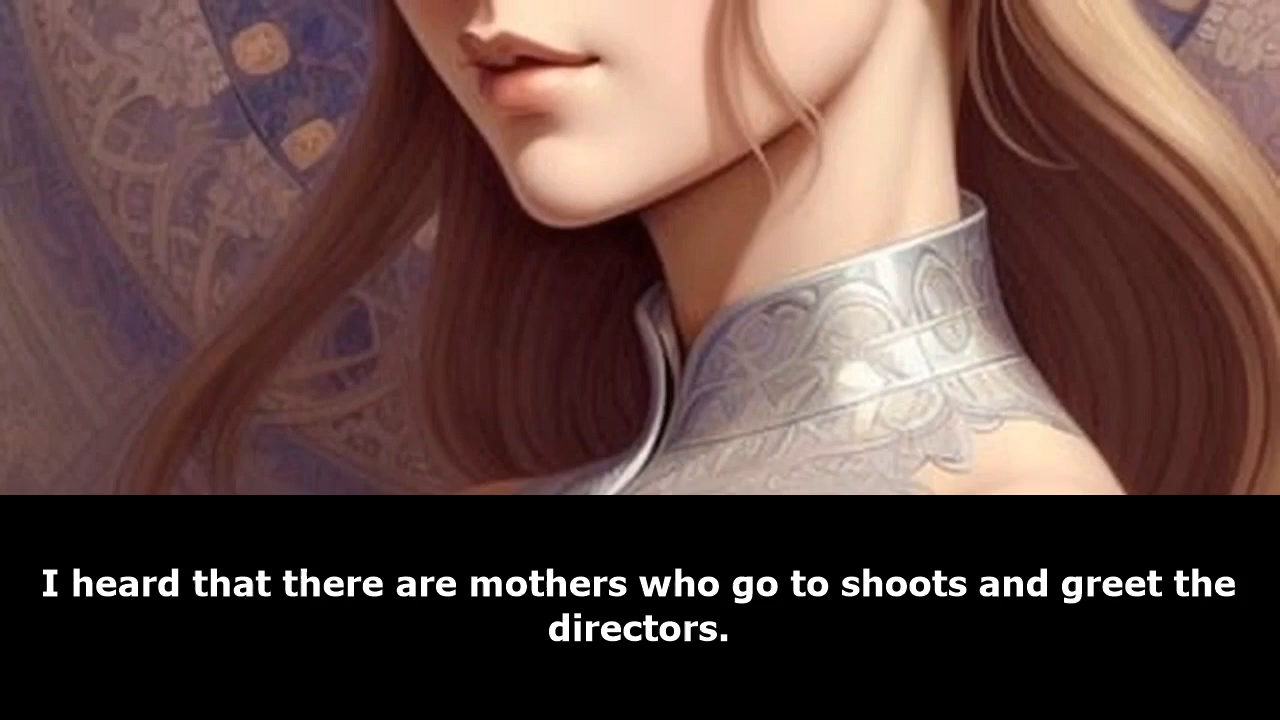 I heard that there are mothers who go to shoots and greet the
directors.